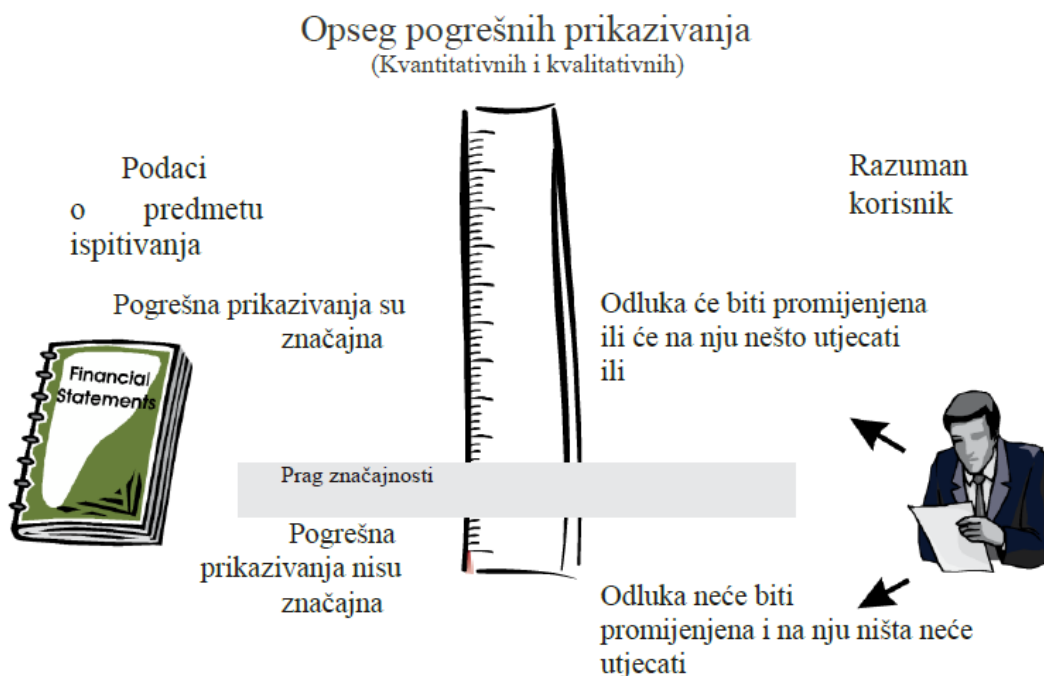 Opseg pogrešnih prikazivanja
(Kvantitativnih i kvalitativnih)
Podaci
o predmetu
ispitivanja
Razuman
korisnik
Pogrešna prikazivanja su
značajna
Odluka će biti promijenjena
ili će na nju nešto utjecati
ili
Financial
Statements
Prag značajnosti
Pogrešna
prikazivanja nisu
značajna
Odluka neće biti
promijenjena i na nju ništa neće
utjecati